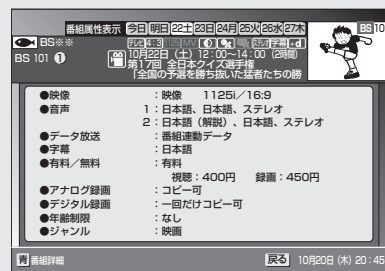 番組属性表示 今日 明日 22土 23日 24月 25火 26水 27木 BS 10
BS※※
BS 101 ❶
10月22日（土）12:00〜14:00（2時間）
第17回 全日本クイズ選手権
「全国の予選を勝ち抜いた猛者たちの勝
●映像 ：映像 1125i／16:9
●音声 1：日本語、日本語、ステレオ
2：日本語（解説）、日本語、ステレオ
●データ放送 ：番組連動データ
●字幕 ：日本語
●有料／無料 ：有料
視聴：400円 録画：450円
●アナログ録画 ：コピー可
●デジタル録画 ：一回だけコピー可
●年齢制限 ：なし
●ジャンル ：映画
青 番組詳細 戻る 10月20日（木）20:45